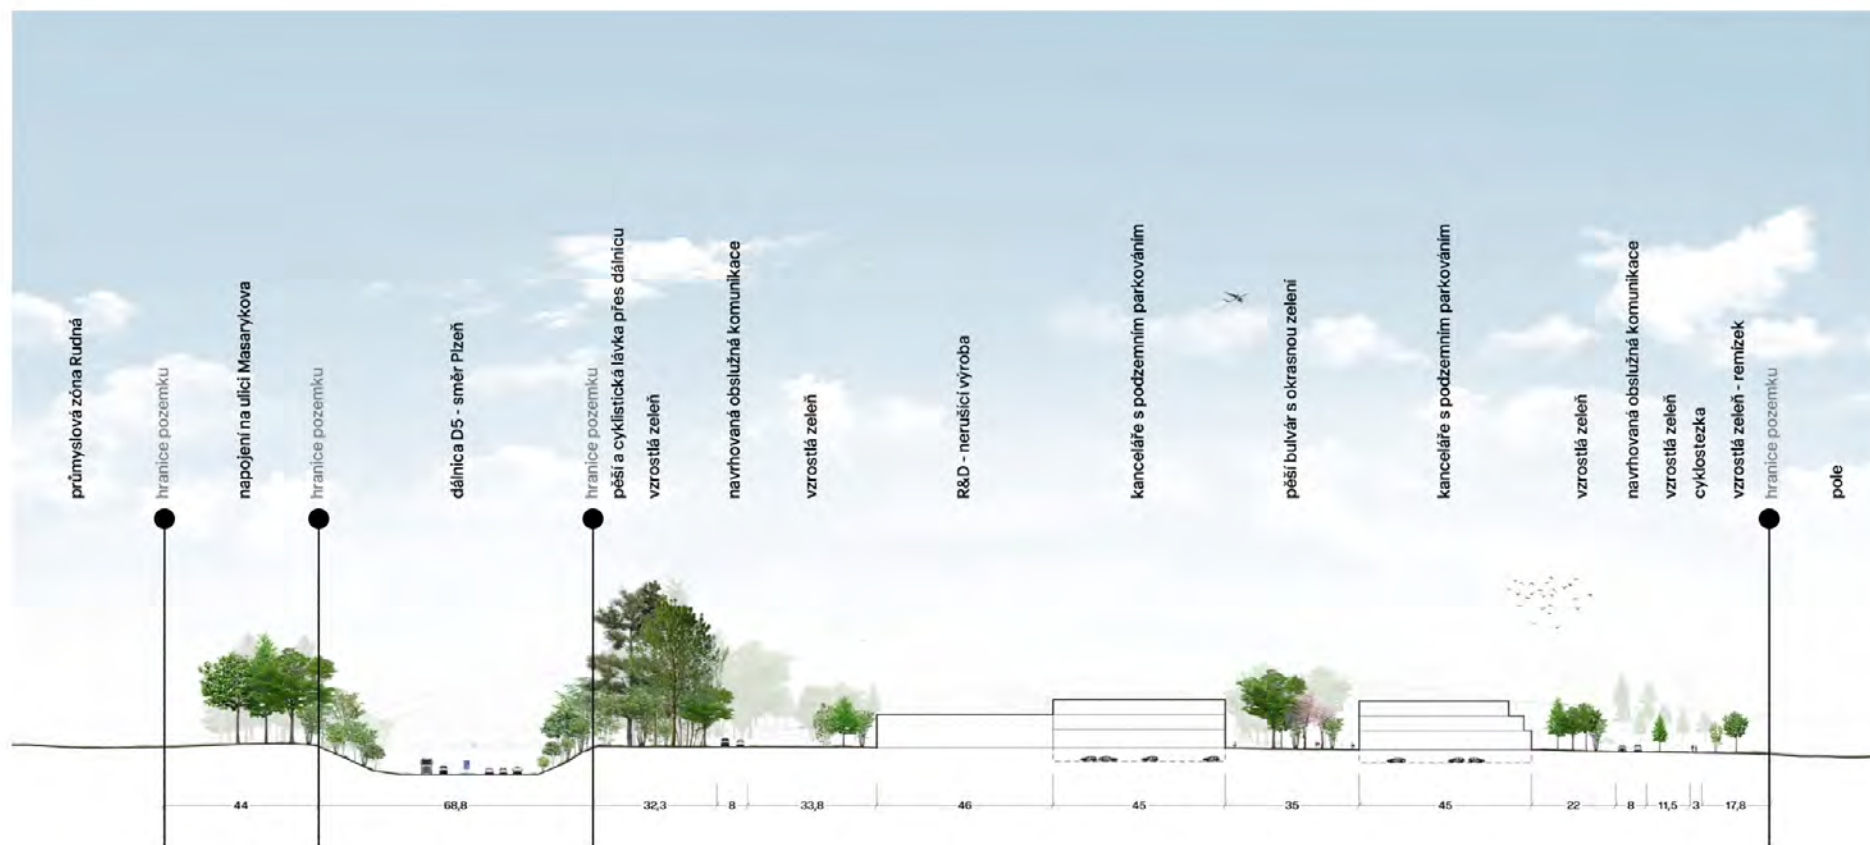 průmyslová zóna Rudná
hranice pozemku
napojení na ulici Masarykova
hranice pozemku
dálnica D5 - směr Plzeň
hranice pozemku
pěší a cyklistická lávka přes dálnicu
vzrostlá zeleň
navrhovaná obslužná komunikace
vzrostlá zeleň
R&D - nerušící výroba
kanceláře s podzemním parkováním
pěší bulvár s okrasnou zelení
kanceláře s podzemním parkováním
vzrostlá zeleň
navrhovaná obslužná komunikace
vzrostlá zeleň
cyklostezka
vzrostlá zeleň - remízek
hranice pozemku
pole
44
68,8
32,3
8
33,8
46
45
35
45
22
8
11,5
3
17,8